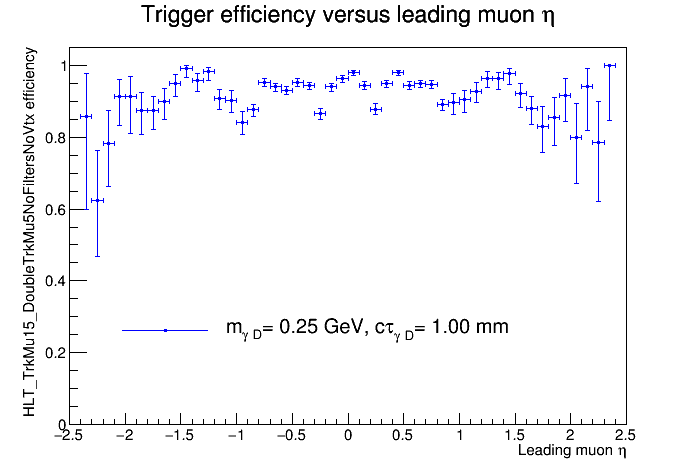 Trigger efficiency versus leading muon η
HLT_TrkMu15_DoubleTrkMu5NoFiltersNoVtx efficiency
1
0.8
0.6
0.4
0.2
0
m_γ D= 0.25 GeV, cτ_γ D= 1.00 mm
−2.5 −2 −1.5 −1 −0.5 0 0.5 1 1.5 2 2.5
Leading muon η